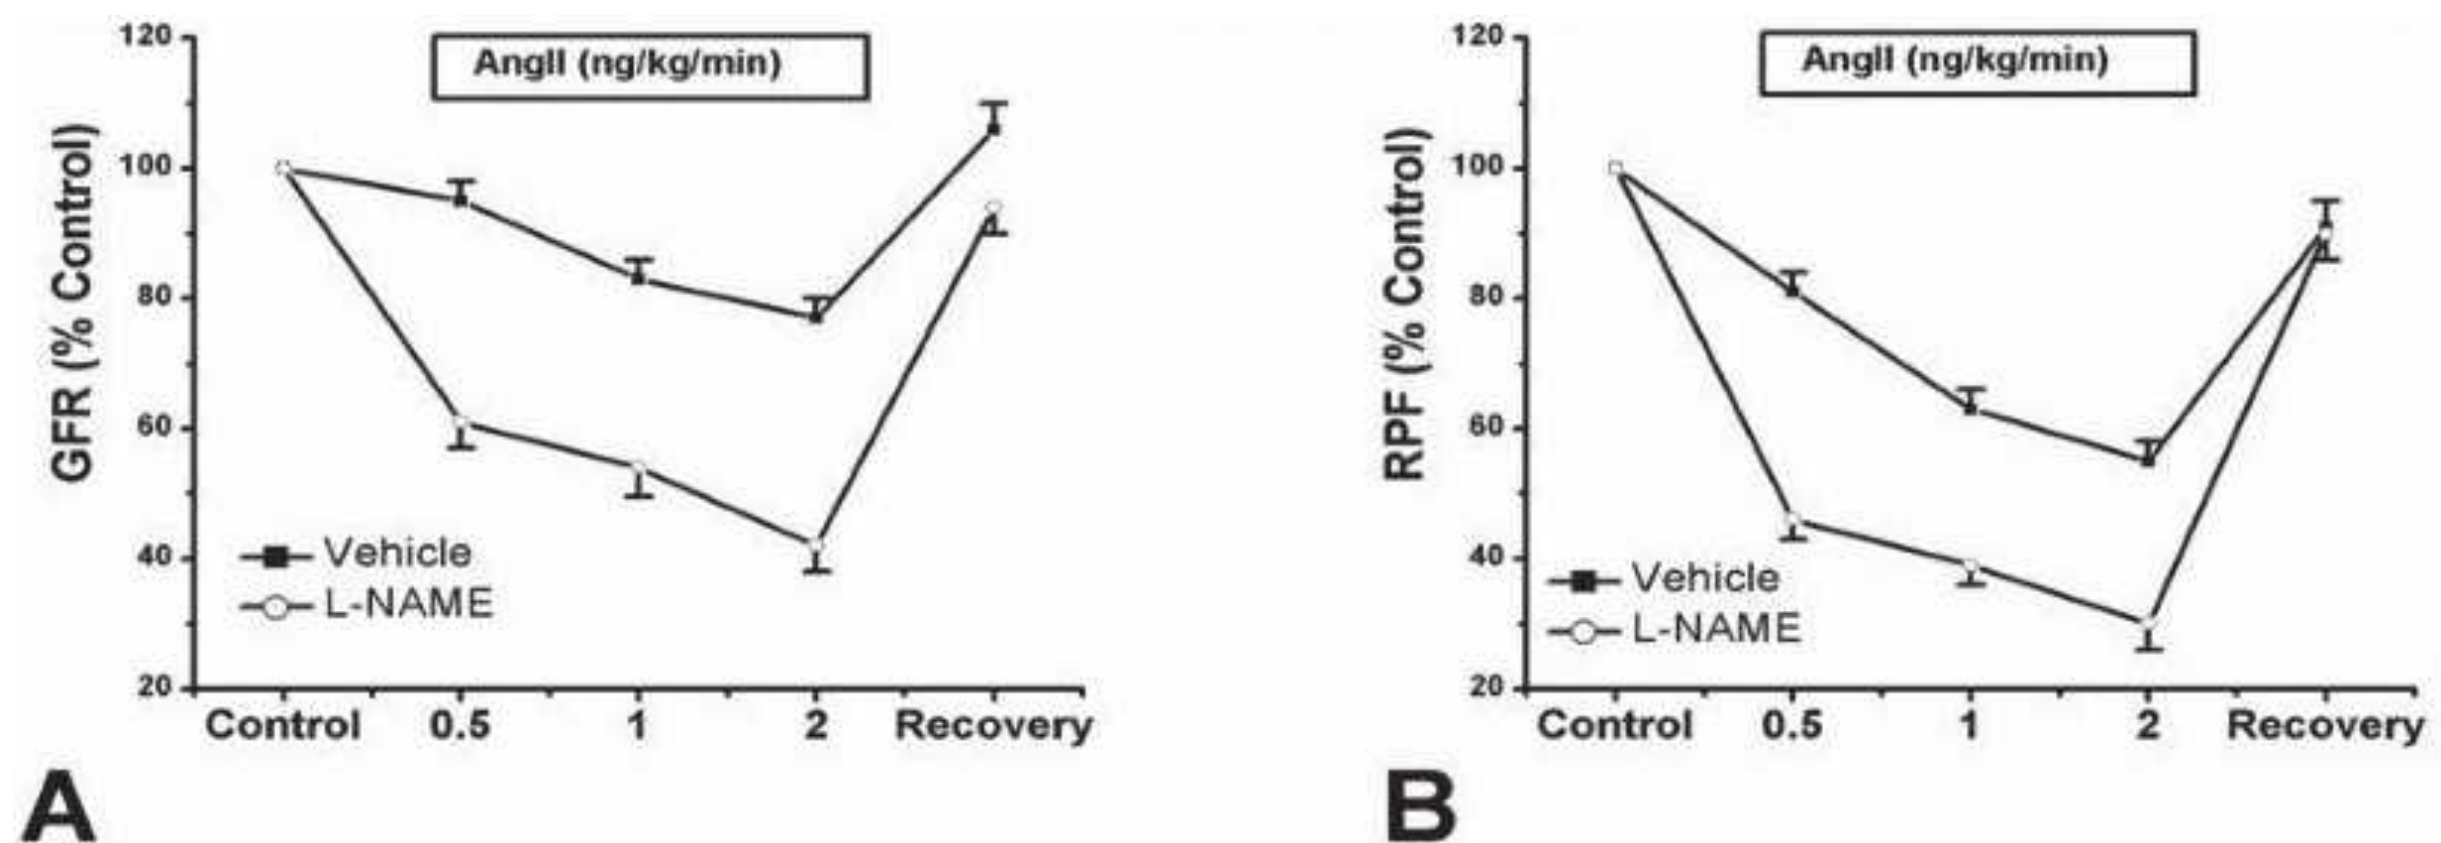 AngII (ng/kg/min)
GFR (% Control)
120
100
80
60
40
20
Vehicle
L-NAME
Control 0.5 1 2 Recovery
A
AngII (ng/kg/min)
RPF (% Control)
120
100
80
60
40
20
Vehicle
L-NAME
Control 0.5 1 2 Recovery
B